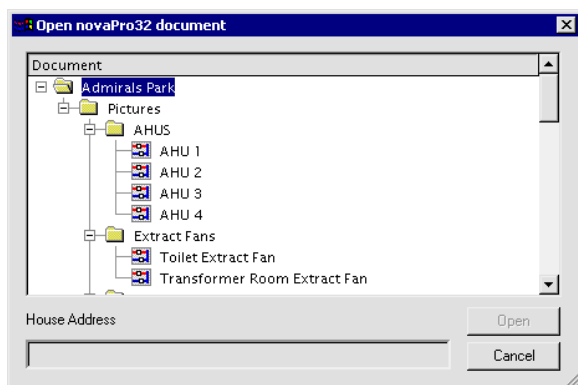 Open novaPro32 document
Document
Admirals Park
Pictures
AHUS
AHU 1
AHU 2
AHU 3
AHU 4
Extract Fans
Toilet Extract Fan
Transformer Room Extract Fan
House Address
Open
Cancel